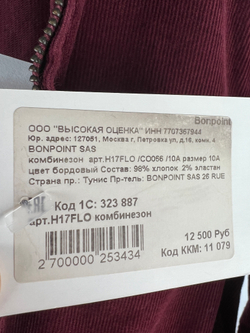 Bonpoint
ООО "ВЫСОКАЯ ОЦЕНКА" ИНН 7707367944
Юр. адрес: 127051, Москва г, Петровка ул, д.16, комн. 4
BONPOINT SAS
комбинезон арт.H17FLO /CO066 /10A размер 10A
цвет бордовый Состав: 98% хлопок 2% эластан
Страна пр.: Тунис Пр-тель: BONPOINT SAS 26 RUE
EAC Код 1С: 323 887
арт.H17FLO комбинезон
12 500 Руб
2 700000 253434
Код ККМ: 11 079